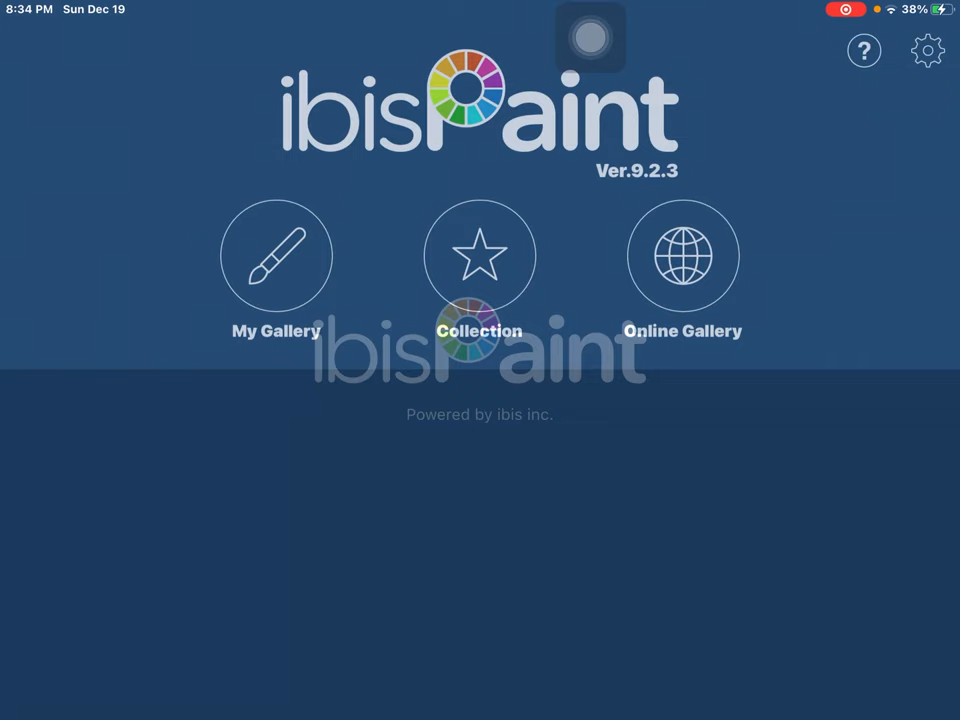 8:34 PM Sun Dec 19
38%
?
ibisPaint
Ver.9.2.3
My Gallery
Collection
Online Gallery
ibisPaint
Powered by ibis inc.